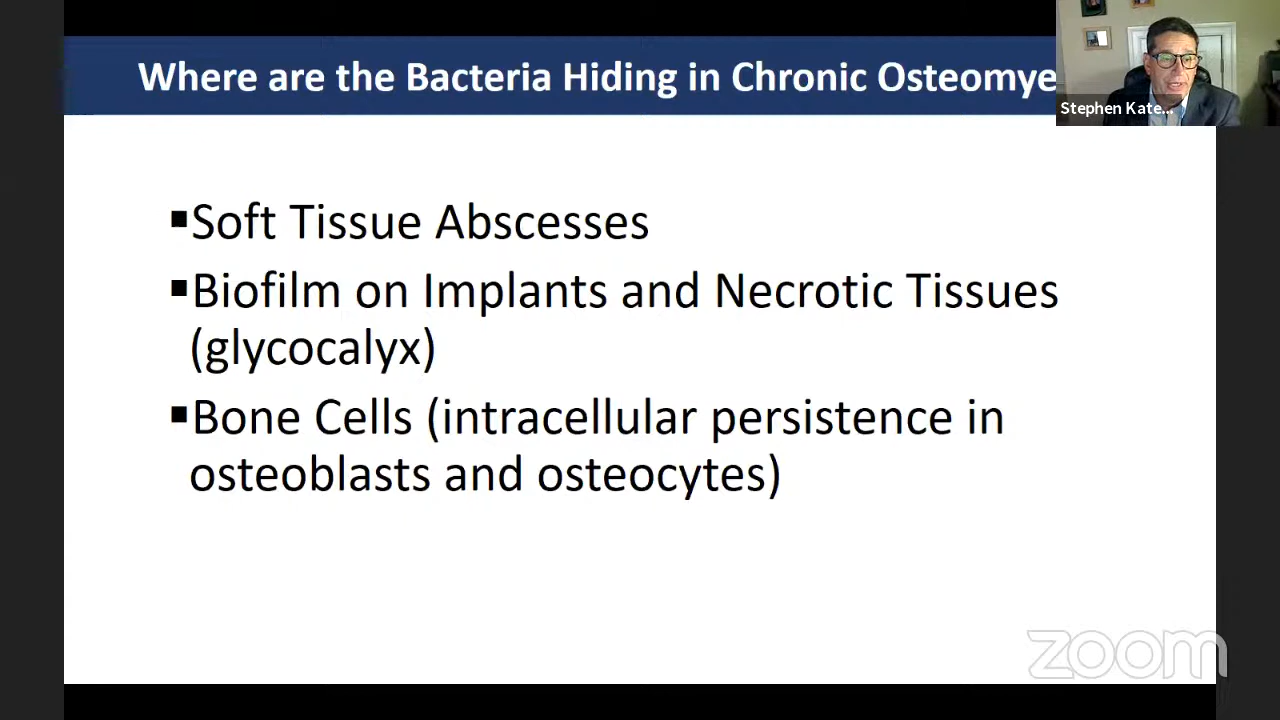 Where are the Bacteria Hiding in Chronic Osteomye
Stephen Kate...
▪Soft Tissue Abscesses
▪Biofilm on Implants and Necrotic Tissues
(glycocalyx)
▪Bone Cells (intracellular persistence in
osteoblasts and osteocytes)
zoom